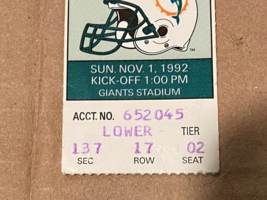 SUN. NOV. 1, 1992
KICK-OFF 1:00 PM
GIANTS STADIUM
ACCT. NO. 652045
LOWER TIER
137 17 02
SEC ROW SEAT